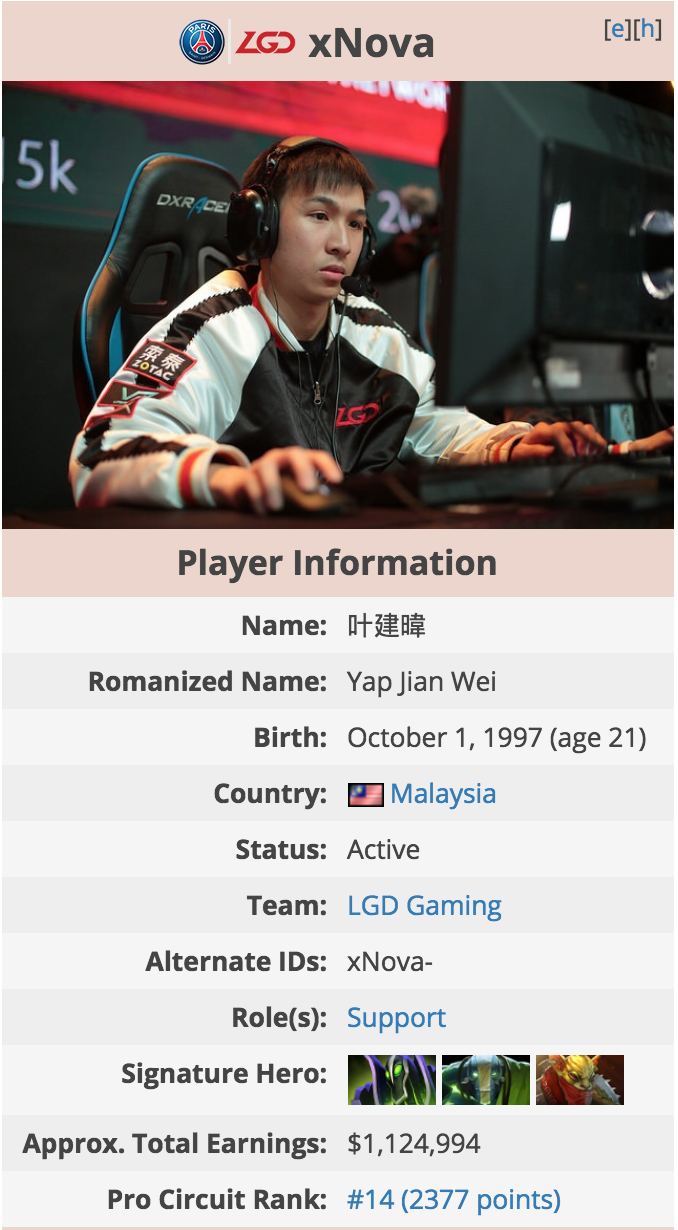 PARIS LGD xNova [e][h]
15k
DXRACER
索泰
ZOTAC
LGD
Player Information
Name: 叶建暐
Romanized Name: Yap Jian Wei
Birth: October 1, 1997 (age 21)
Country: Malaysia
Status: Active
Team: LGD Gaming
Alternate IDs: xNova-
Role(s): Support
Signature Hero:
Approx. Total Earnings: $1,124,994
Pro Circuit Rank: #14 (2377 points)